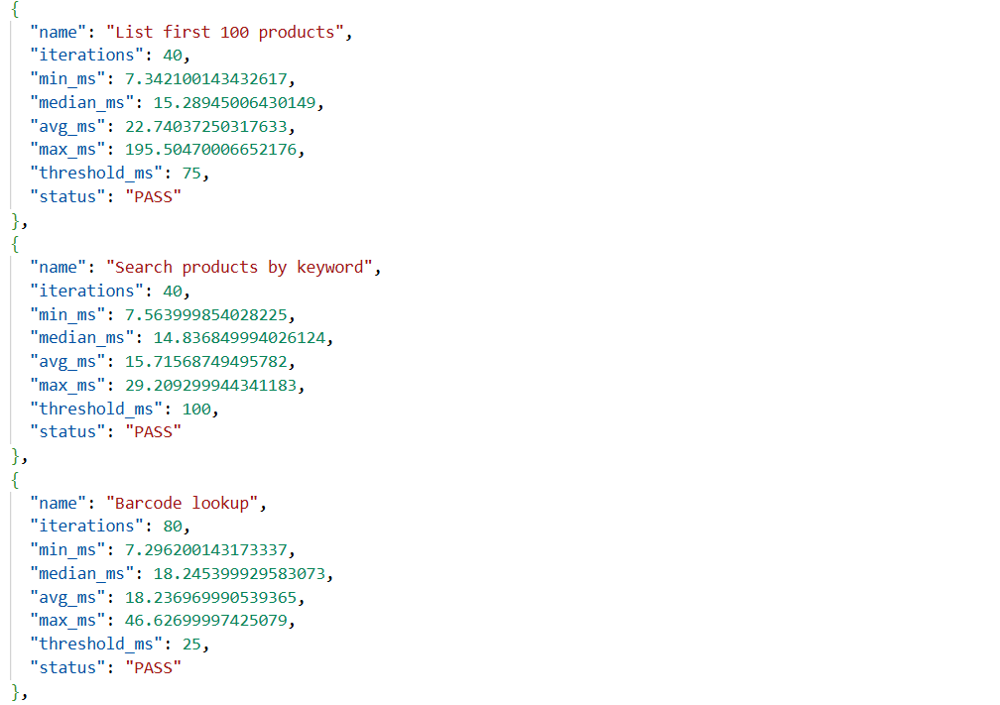 {
"name": "List first 100 products",
"iterations": 40,
"min_ms": 7.342100143432617,
"median_ms": 15.28945006430149,
"avg_ms": 22.74037250317633,
"max_ms": 195.50470006652176,
"threshold_ms": 75,
"status": "PASS"
},
{
"name": "Search products by keyword",
"iterations": 40,
"min_ms": 7.563999854028225,
"median_ms": 14.836849994026124,
"avg_ms": 15.71568749495782,
"max_ms": 29.209299944341183,
"threshold_ms": 100,
"status": "PASS"
},
{
"name": "Barcode lookup",
"iterations": 80,
"min_ms": 7.296200143173337,
"median_ms": 18.245399929583073,
"avg_ms": 18.236969990539365,
"max_ms": 46.62699997425079,
"threshold_ms": 25,
"status": "PASS"
},